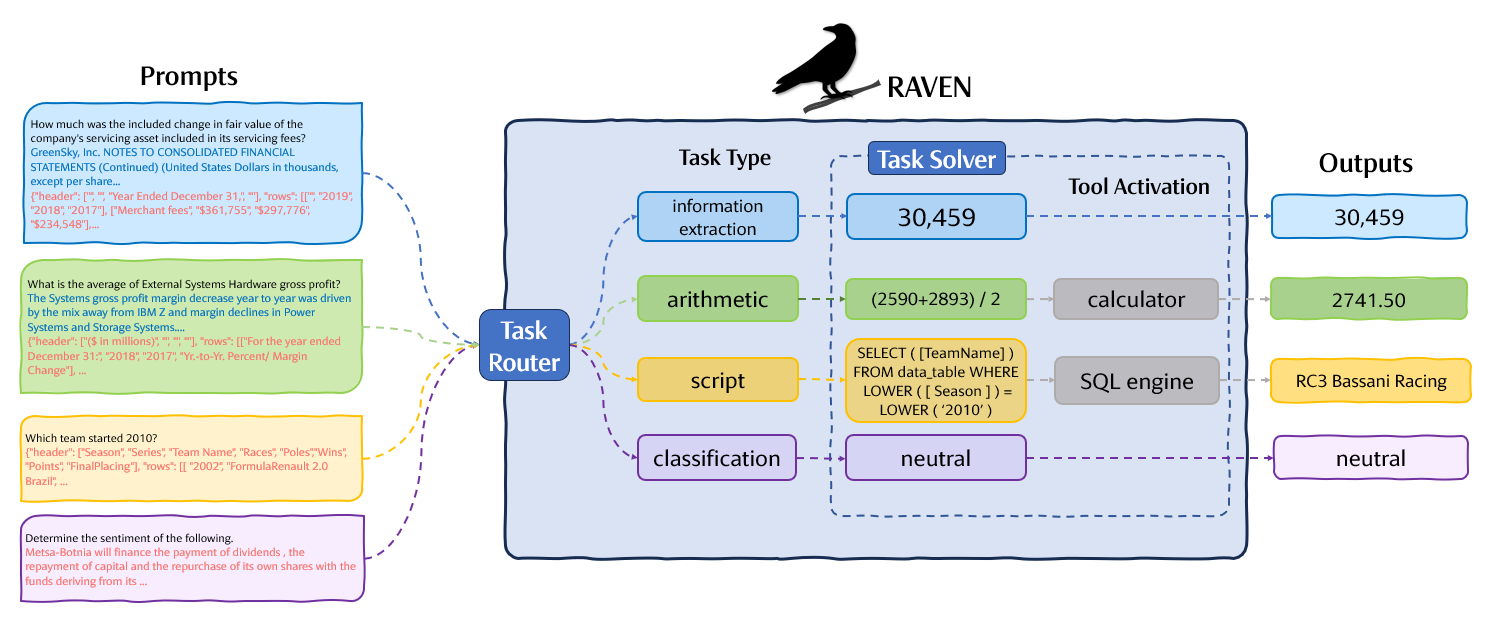 RAVEN
Prompts
How much was the included change in fair value of the
company's servicing asset included in its servicing fees?
GreenSky, Inc. NOTES TO CONSOLIDATED FINANCIAL
STATEMENTS (Continued) (United States Dollars in thousands,
except per share...
{"header": ["", "", "Year Ended December 31,", ""], "rows": [["", "2019",
"2018", "2017"], ["Merchant fees", "$361,755", "$297,776",
"$234,548"],...
What is the average of External Systems Hardware gross profit?
The Systems gross profit margin decrease year to year was driven
by the mix away from IBM Z and margin declines in Power
Systems and Storage Systems....
{"header": ["($ in millions)", "", "", ""], "rows": [["For the year ended
December 31:", "2018", "2017", "Yr.-to-Yr. Percent/ Margin
Change"], ...
Which team started 2010?
{"header": ["Season", "Series", "Team Name", "Races", "Poles","Wins",
"Points", "FinalPlacing"], "rows": [[ "2002", "FormulaRenault 2.0
Brazil", ...
Determine the sentiment of the following.
Metsa-Botnia will finance the payment of dividends , the
repayment of capital and the repurchase of its own shares with the
funds deriving from its ...
Task
Router
Task Type
information
extraction
arithmetic
script
classification
Task Solver
30,459
(2590+2893) / 2
SELECT ( [TeamName] )
FROM data_table WHERE
LOWER ( [ Season ] ) =
LOWER ( ‘2010’ )
neutral
Tool Activation
calculator
SQL engine
Outputs
30,459
2741.50
RC3 Bassani Racing
neutral